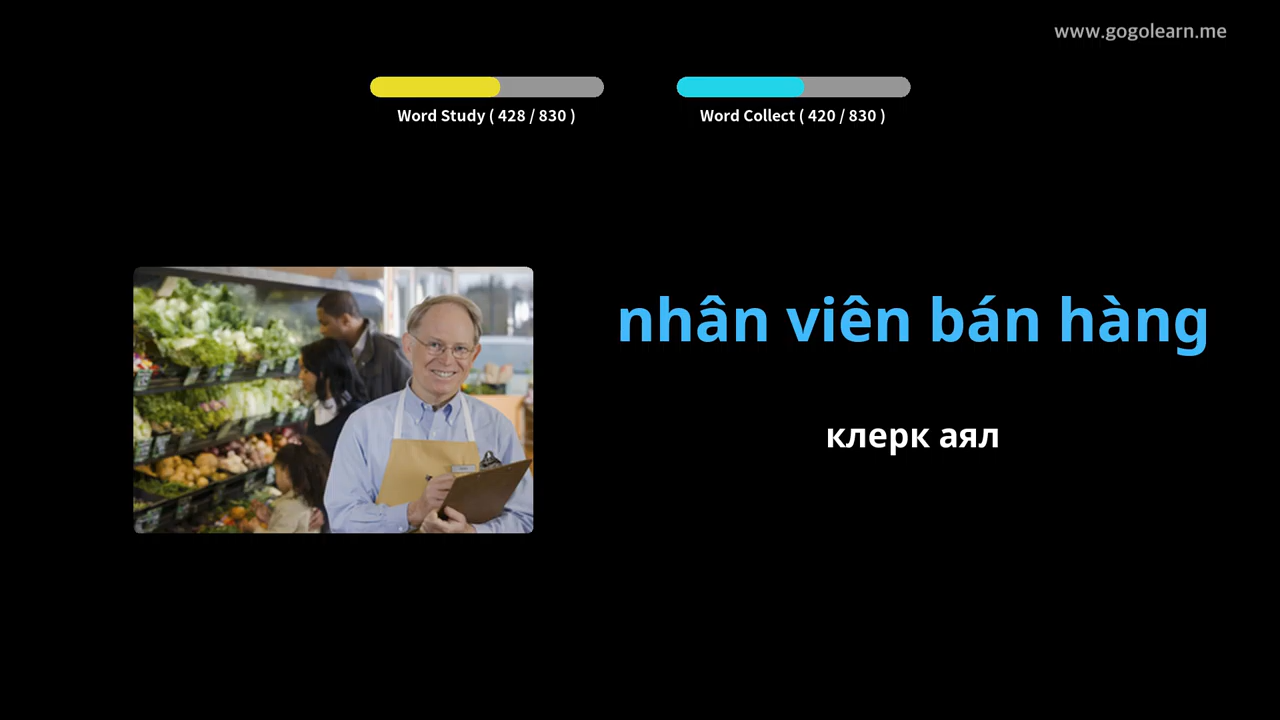 www.gogolearn.me
Word Study ( 428 / 830 )
Word Collect ( 420 / 830 )
nhân viên bán hàng
клерк аял